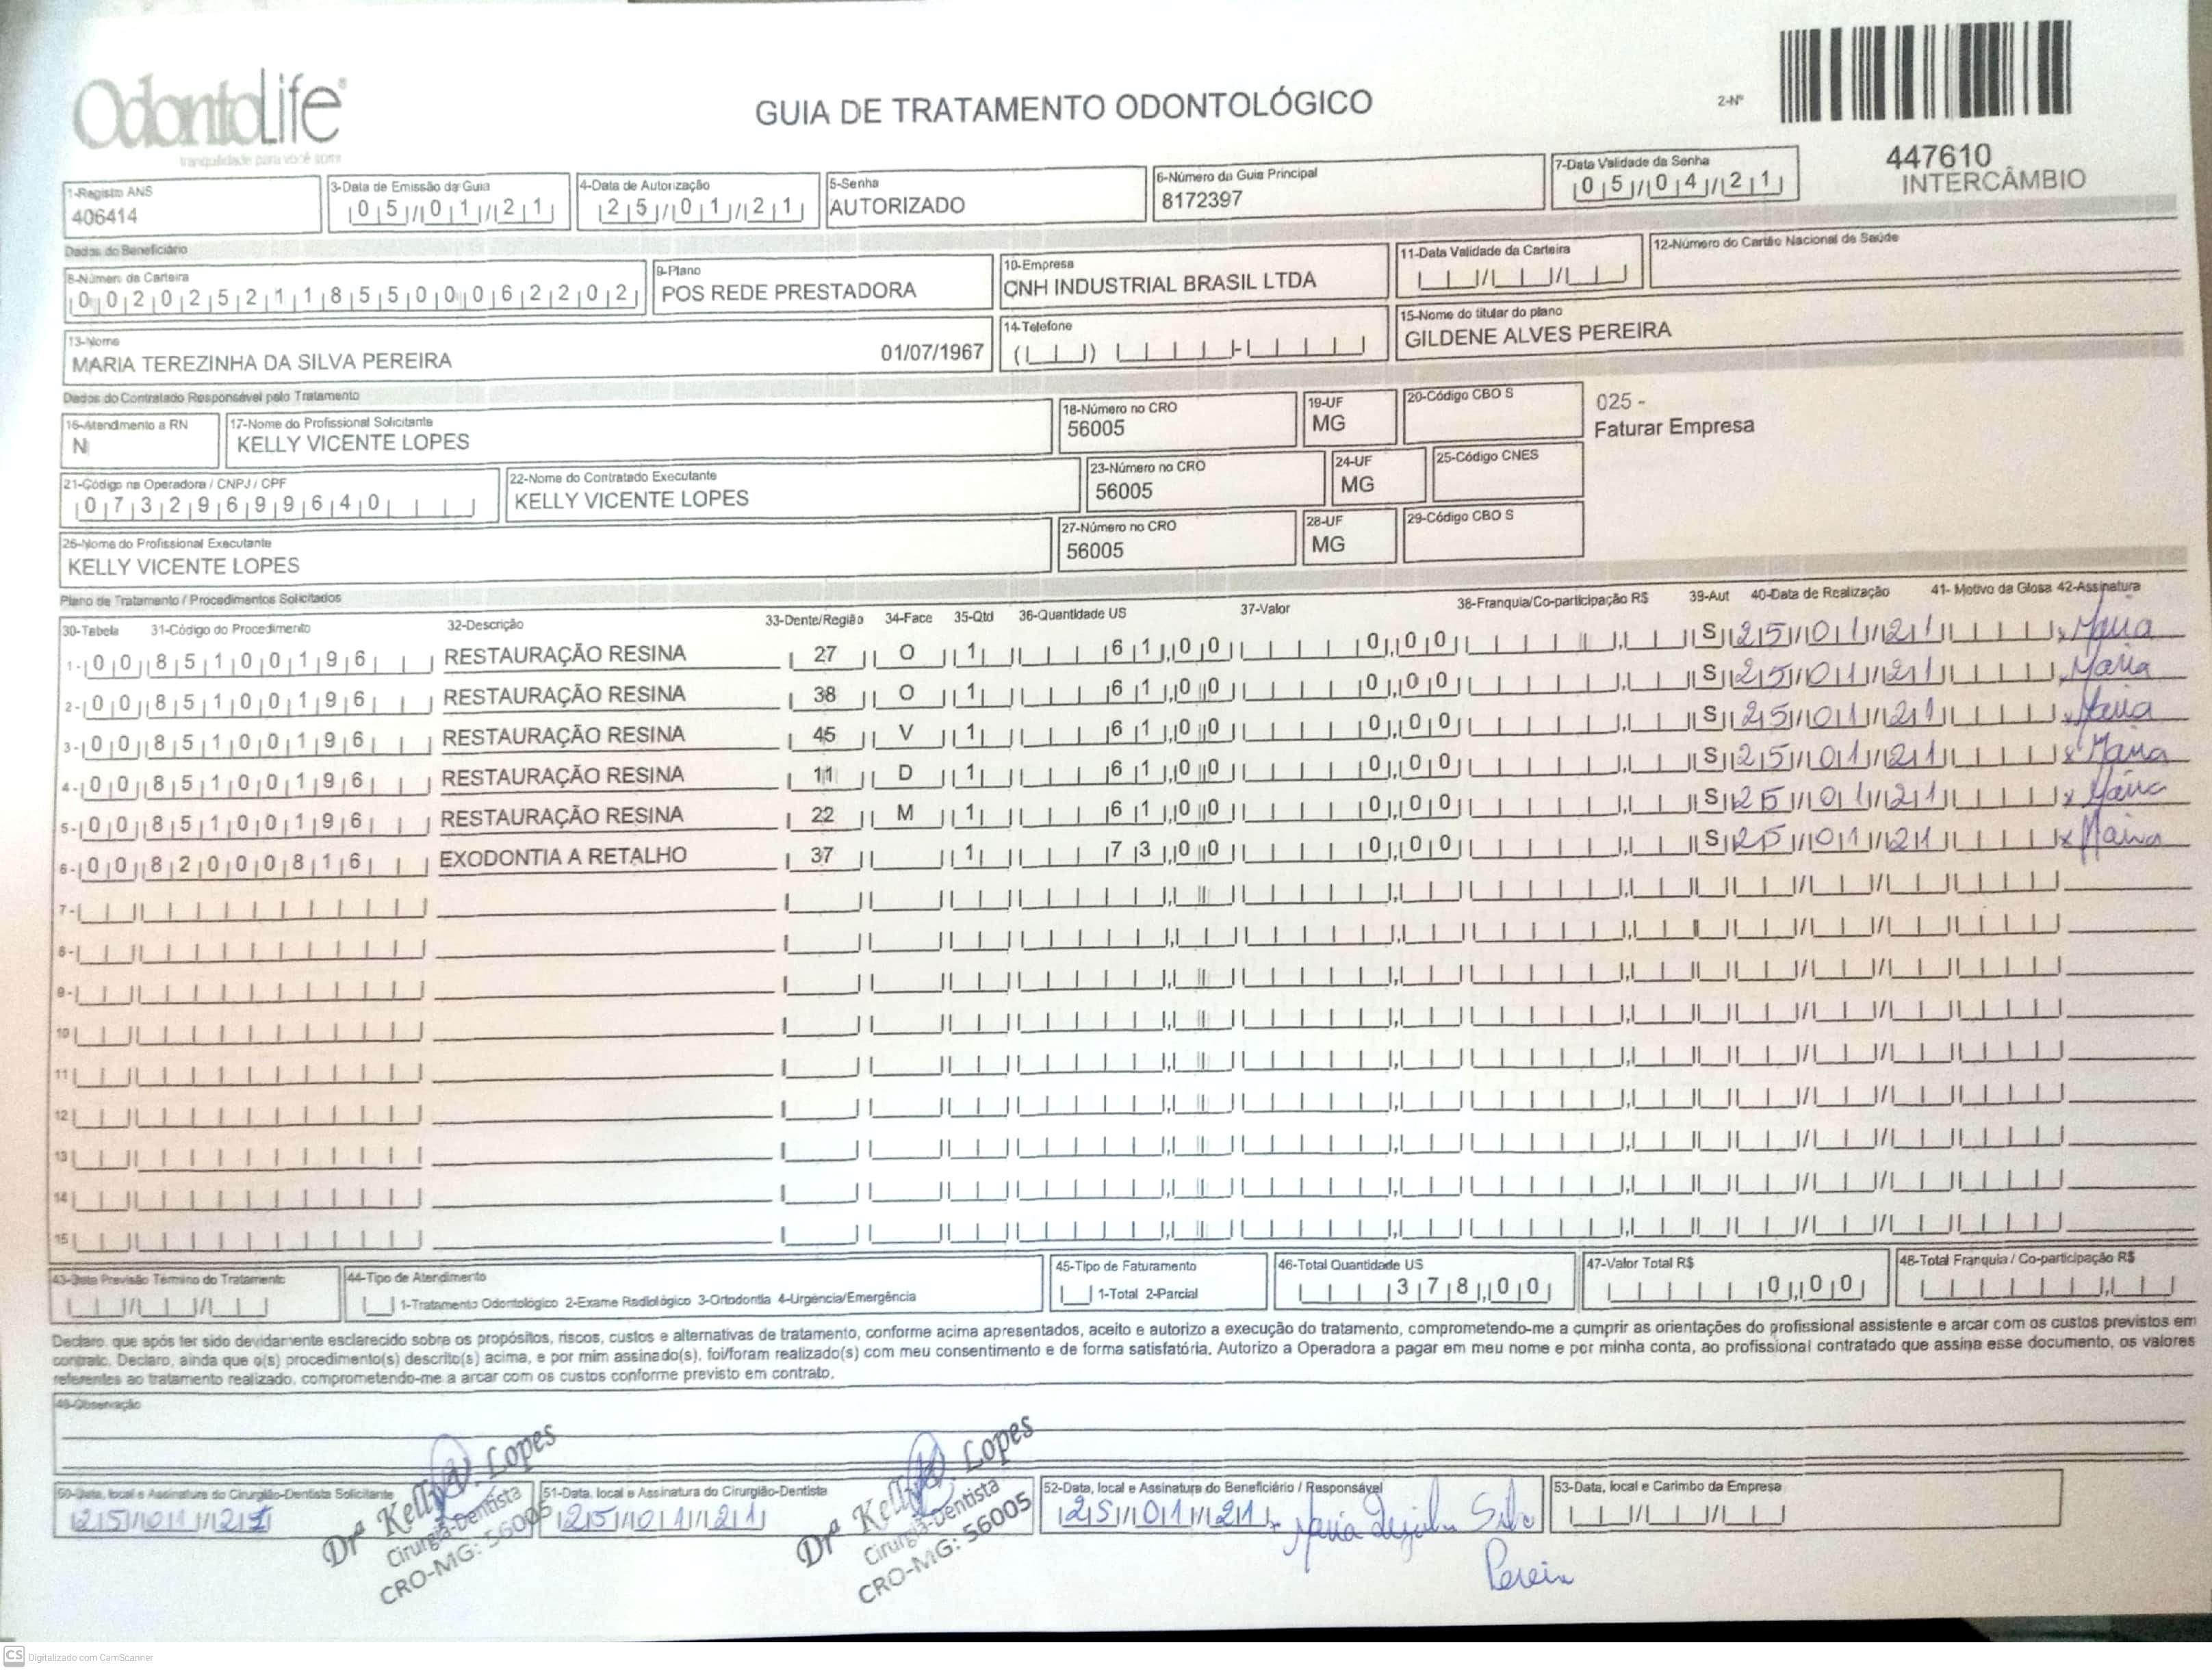 OdontoLife
tranquilidade para você sorrir
GUIA DE TRATAMENTO ODONTOLÓGICO
2-Nº
447610
INTERCÂMBIO
1-Registro ANS
406414
3-Data de Emissão da Guia
05/01/21
4-Data de Autorização
25/01/21
5-Senha
AUTORIZADO
6-Número da Guia Principal
8172397
7-Data Validade da Senha
05/04/21
Dados do Beneficiário
8-Número da Carteira
00202521185500062202
9-Plano
POS REDE PRESTADORA
10-Empresa
CNH INDUSTRIAL BRASIL LTDA
11-Data Validade da Carteira
12-Número do Cartão Nacional de Saúde
13-Nome
MARIA TEREZINHA DA SILVA PEREIRA 01/07/1967
14-Telefone
15-Nome do titular do plano
GILDENE ALVES PEREIRA
Dados do Contratado Responsável pelo Tratamento
16-Atendimento a RN
N
17-Nome do Profissional Solicitante
KELLY VICENTE LOPES
18-Número no CRO
56005
19-UF
MG
20-Código CBO S
025 -
Faturar Empresa
21-Código na Operadora / CNPJ / CPF
07329699640
22-Nome do Contratado Executante
KELLY VICENTE LOPES
23-Número no CRO
56005
24-UF
MG
25-Código CNES
26-Nome do Profissional Executante
KELLY VICENTE LOPES
27-Número no CRO
56005
28-UF
MG
29-Código CBO S
Plano de Tratamento / Procedimentos Solicitados
30-Tabela 31-Código do Procedimento 32-Descrição 33-Dente/Região 34-Face 35-Qtd 36-Quantidade US 37-Valor 38-Franquia/Co-participação R$ 39-Aut 40-Data de Realização 41- Motivo da Glosa 42-Assinatura
1- 00 85100196 RESTAURAÇÃO RESINA 27 O 1 61,00 0,00 S 25/01/21 x Maria
2- 00 85100196 RESTAURAÇÃO RESINA 38 O 1 61,00 0,00 S 25/01/21 x Maria
3- 00 85100196 RESTAURAÇÃO RESINA 45 V 1 61,00 0,00 S 25/01/21 x Maria
4- 00 85100196 RESTAURAÇÃO RESINA 11 D 1 61,00 0,00 S 25/01/21 x Maria
5- 00 85100196 RESTAURAÇÃO RESINA 22 M 1 61,00 0,00 S 25/01/21 x Maria
6- 00 82000816 EXODONTIA A RETALHO 37 1 73,00 0,00 S 25/01/21 x Maria
7-
8-
9-
10
11
12
13
14
15
43-Data Previsão Término do Tratamento
44-Tipo de Atendimento
1-Tratamento Odontológico 2-Exame Radiológico 3-Ortodontia 4-Urgência/Emergência
45-Tipo de Faturamento
1-Total 2-Parcial
46-Total Quantidade US
378,00
47-Valor Total R$
0,00
48-Total Franquia / Co-participação R$
Declaro, que após ter sido devidamente esclarecido sobre os propósitos, riscos, custos e alternativas de tratamento, conforme acima apresentados, aceito e autorizo a execução do tratamento, comprometendo-me a cumprir as orientações do profissional assistente e arcar com os custos previstos em
contrato. Declaro, ainda que o(s) procedimento(s) descrito(s) acima, e por mim assinado(s), foi/foram realizado(s) com meu consentimento e de forma satisfatória. Autorizo a Operadora a pagar em meu nome e por minha conta, ao profissional contratado que assina esse documento, os valores
referentes ao tratamento realizado, comprometendo-me a arcar com os custos conforme previsto em contrato.
49-Observação
50-Data, local e Assinatura do Cirurgião-Dentista Solicitante
25/01/21
Drª Kelly V. Lopes
Cirurgiã-Dentista
CRO-MG: 56005
51-Data, local e Assinatura do Cirurgião-Dentista
25/01/21
Drª Kelly V. Lopes
Cirurgiã-Dentista
CRO-MG: 56005
52-Data, local e Assinatura do Beneficiário / Responsável
25/01/21 x Maria Silva
Pereira
53-Data, local e Carimbo da Empresa
CS Digitalizado com CamScanner